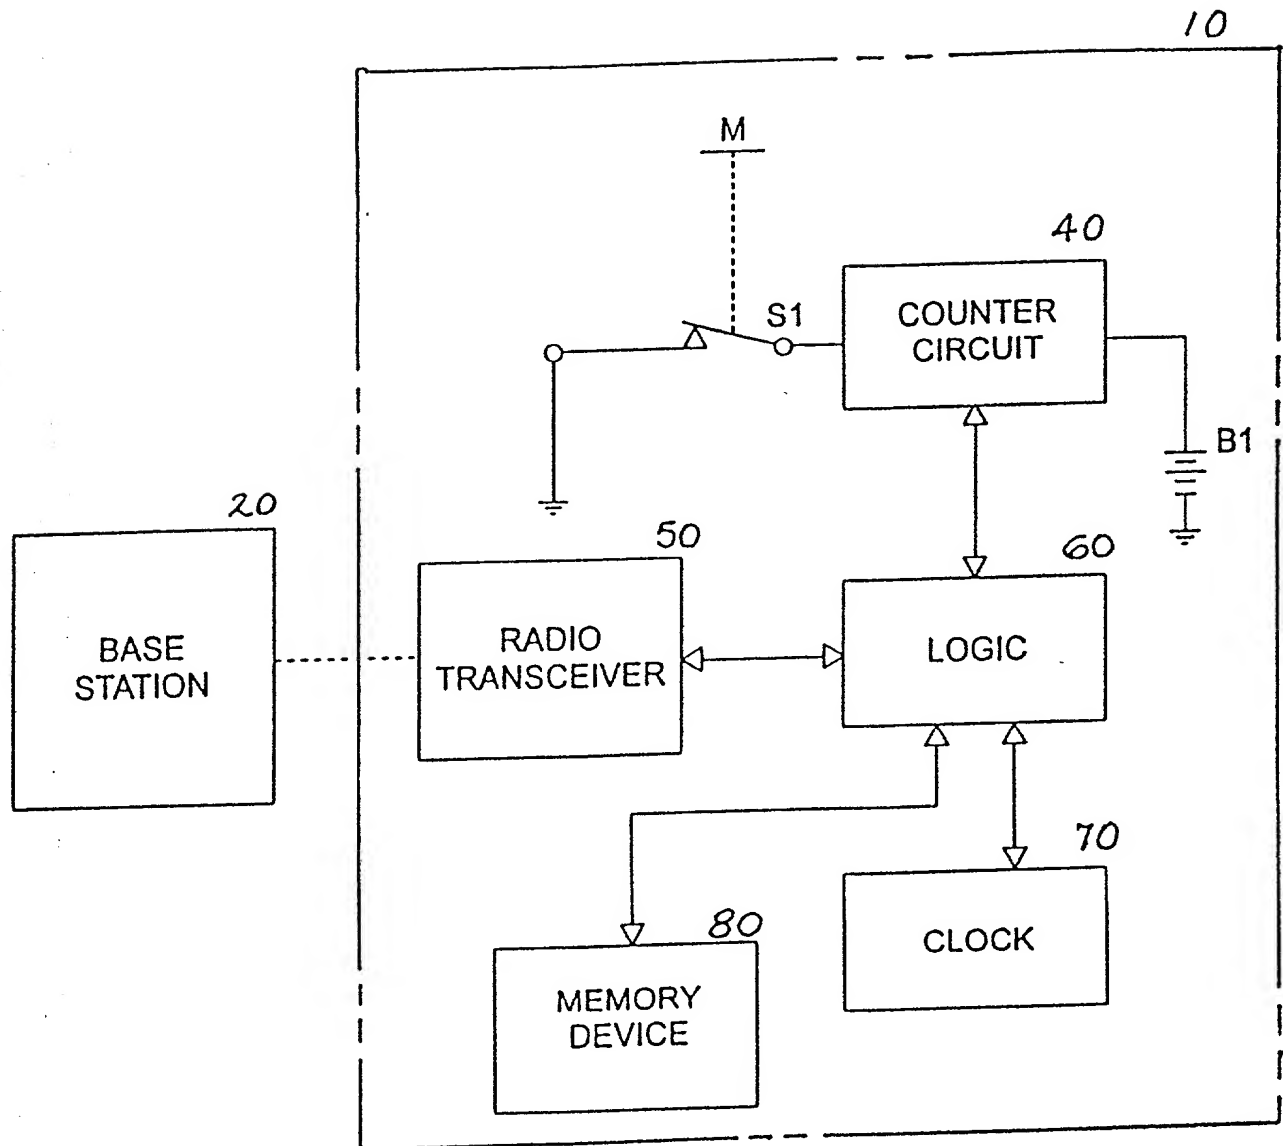 10
M
40
S1
COUNTER
CIRCUIT
B1
20
50
60
BASE
STATION
RADIO
TRANSCEIVER
LOGIC
70
80
CLOCK
MEMORY
DEVICE